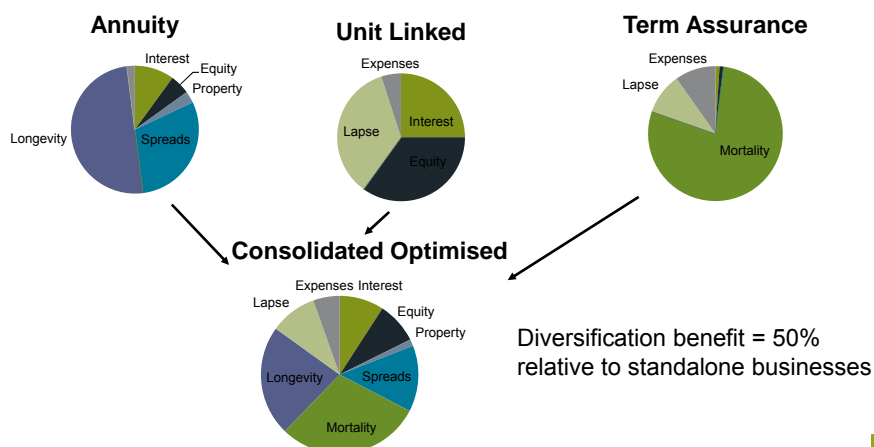 Annuity
Unit Linked
Term Assurance
Interest
Equity
Property
Longevity
Spreads
Expenses
Lapse
Interest
Equity
Expenses
Lapse
Mortality
Consolidated Optimised
Expenses
Interest
Lapse
Equity
Property
Longevity
Spreads
Mortality
Diversification benefit = 50%
relative to standalone businesses